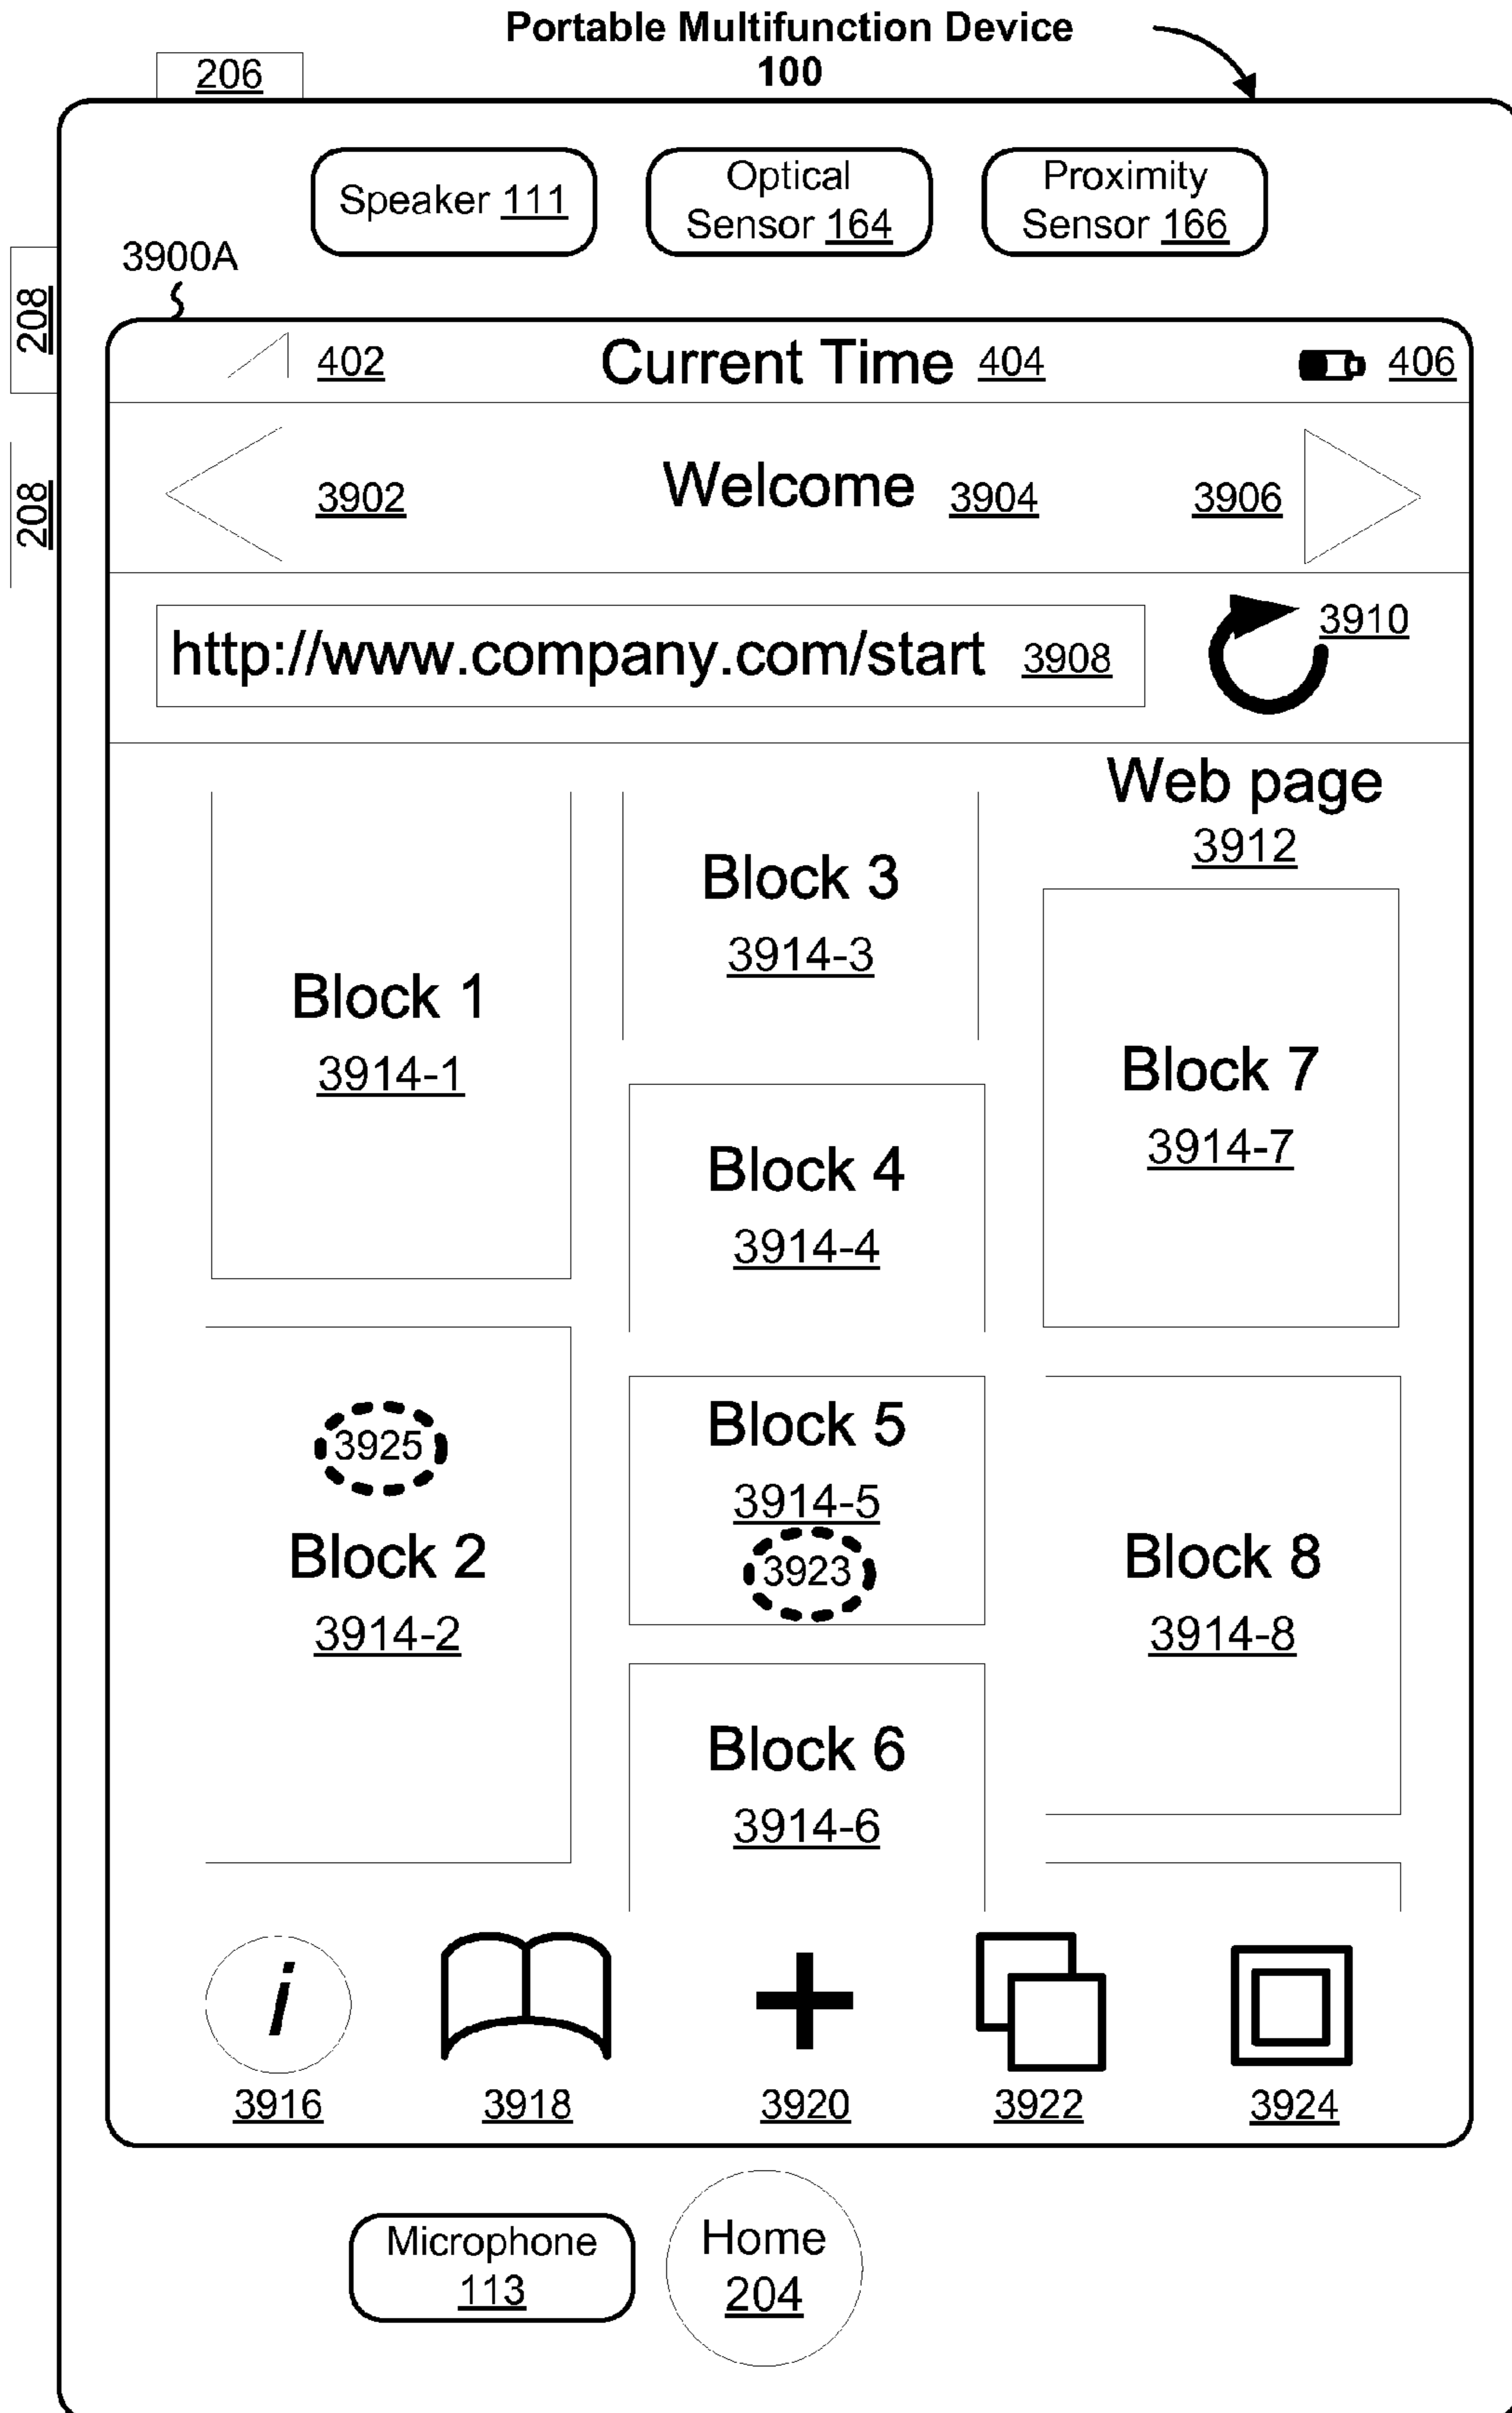 Portable Multifunction Device
100
206
Speaker 111
Optical
Sensor 164
Proximity
Sensor 166
3900A
208
208
402
Current Time 404
406
3902
Welcome 3904
3906
http://www.company.com/start 3908
3910
Web page
3912
Block 1
3914-1
Block 2
3914-2
3925
Block 3
3914-3
Block 4
3914-4
Block 5
3914-5
3923
Block 6
3914-6
Block 7
3914-7
Block 8
3914-8
i
3916
3918
3920
3922
3924
Microphone
113
Home
204